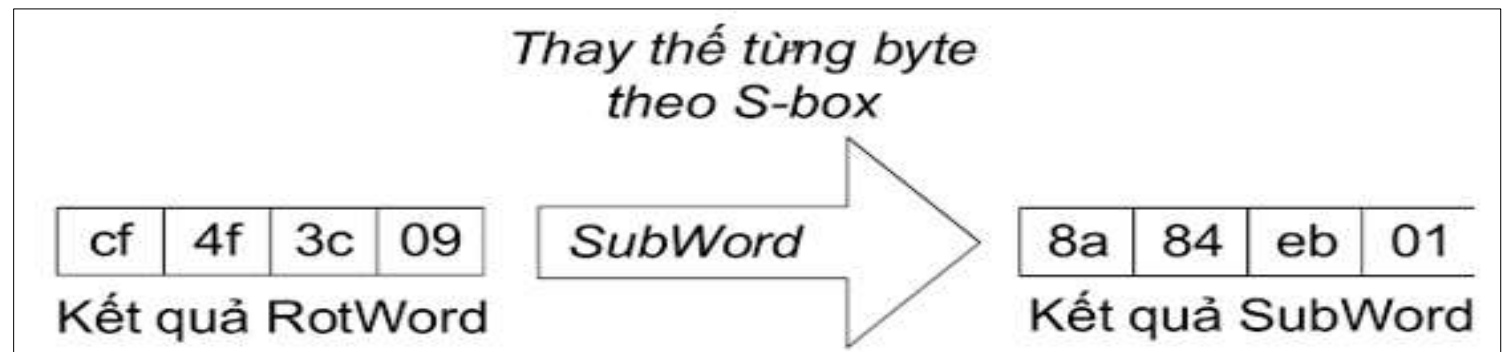 Thay thế từng byte
theo S-box
cf 4f 3c 09 SubWord 8a 84 eb 01
Kết quả RotWord Kết quả SubWord